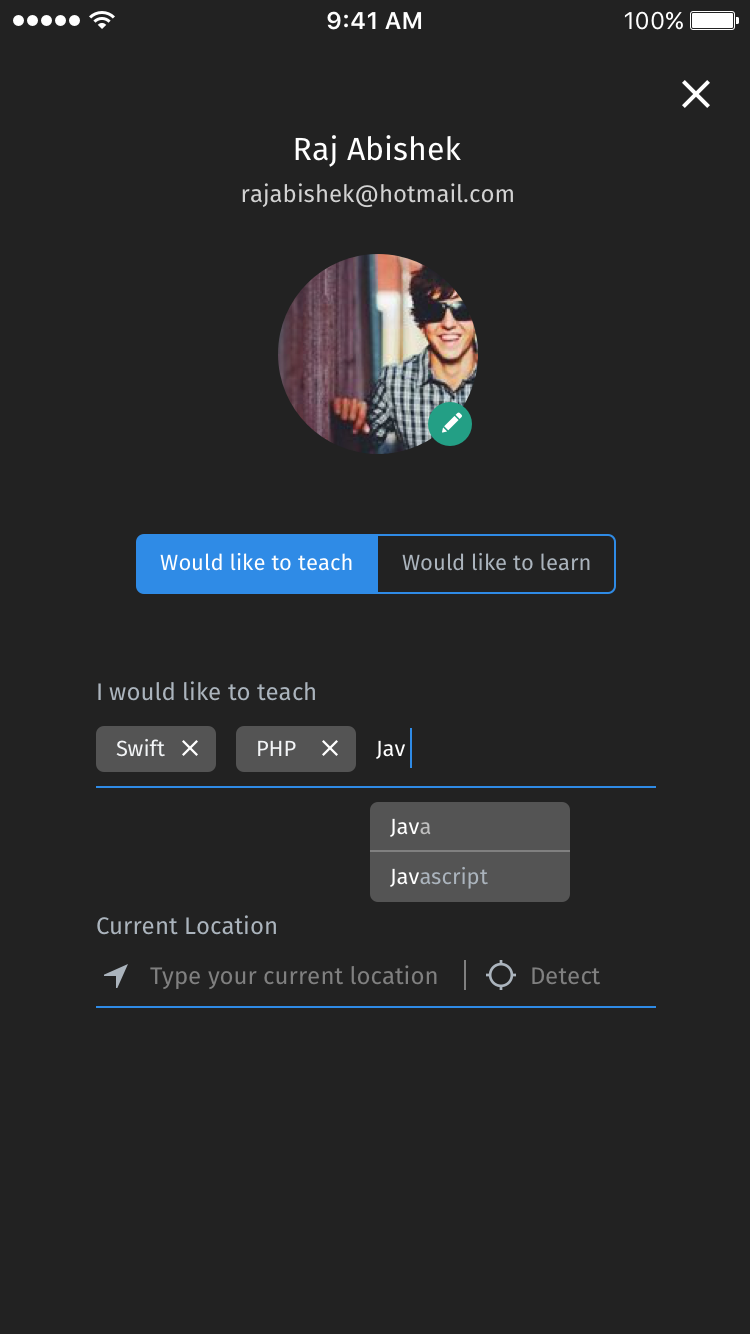 9:41 AM 100%
Raj Abishek
rajabishek@hotmail.com
Would like to teach Would like to learn
I would like to teach
Swift PHP Jav
Java
Javascript
Current Location
Type your current location Detect